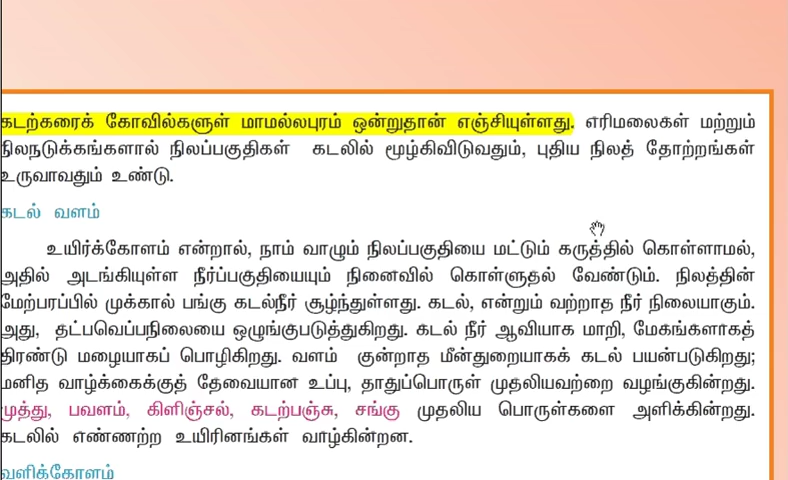 கடற்கரைக் கோவில்களுள் மாமல்லபுரம் ஒன்றுதான் எஞ்சியுள்ளது. எரிமலைகள் மற்றும்
நிலநடுக்கங்களால் நிலப்பகுதிகள் கடலில் மூழ்கிவிடுவதும், புதிய நிலத் தோற்றங்கள்
உருவாவதும் உண்டு.
கடல் வளம்
உயிர்க்கோளம் என்றால், நாம் வாழும் நிலப்பகுதியை மட்டும் கருத்தில் கொள்ளாமல்,
அதில் அடங்கியுள்ள நீர்ப்பகுதியையும் நினைவில் கொள்ளுதல் வேண்டும். நிலத்தின்
மேற்பரப்பில் முக்கால் பங்கு கடல்நீர் சூழ்ந்துள்ளது. கடல், என்றும் வற்றாத நீர் நிலையாகும்.
அது, தட்பவெப்பநிலையை ஒழுங்குபடுத்துகிறது. கடல் நீர் ஆவியாக மாறி, மேகங்களாகத்
திரண்டு மழையாகப் பொழிகிறது. வளம் குன்றாத மீன்துறையாகக் கடல் பயன்படுகிறது;
மனித வாழ்க்கைக்குத் தேவையான உப்பு, தாதுப்பொருள் முதலியவற்றை வழங்குகின்றது.
முத்து, பவளம், கிளிஞ்சல், கடற்பஞ்சு, சங்கு முதலிய பொருள்களை அளிக்கின்றது.
கடலில் எண்ணற்ற உயிரினங்கள் வாழ்கின்றன.
வளிக்கோளம்